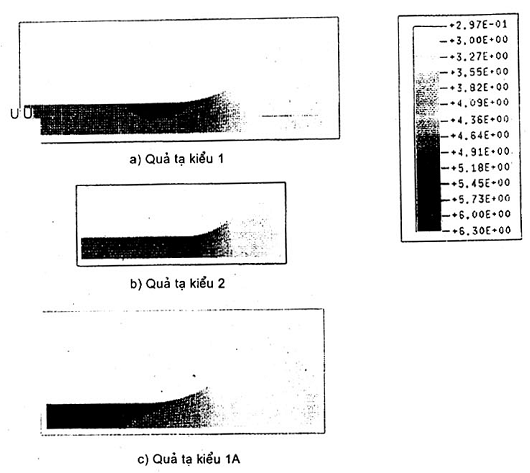 +2.97E-01
+3.00E+00
+3.27E+00
+3.55E+00
+3.82E+00
+4.09E+00
+4.36E+00
+4.64E+00
+4.91E+00
+5.18E+00
+5.45E+00
+5.73E+00
+6.00E+00
+6.30E+00
a) Quả tạ kiểu 1
b) Quả tạ kiểu 2
c) Quả tạ kiểu 1A